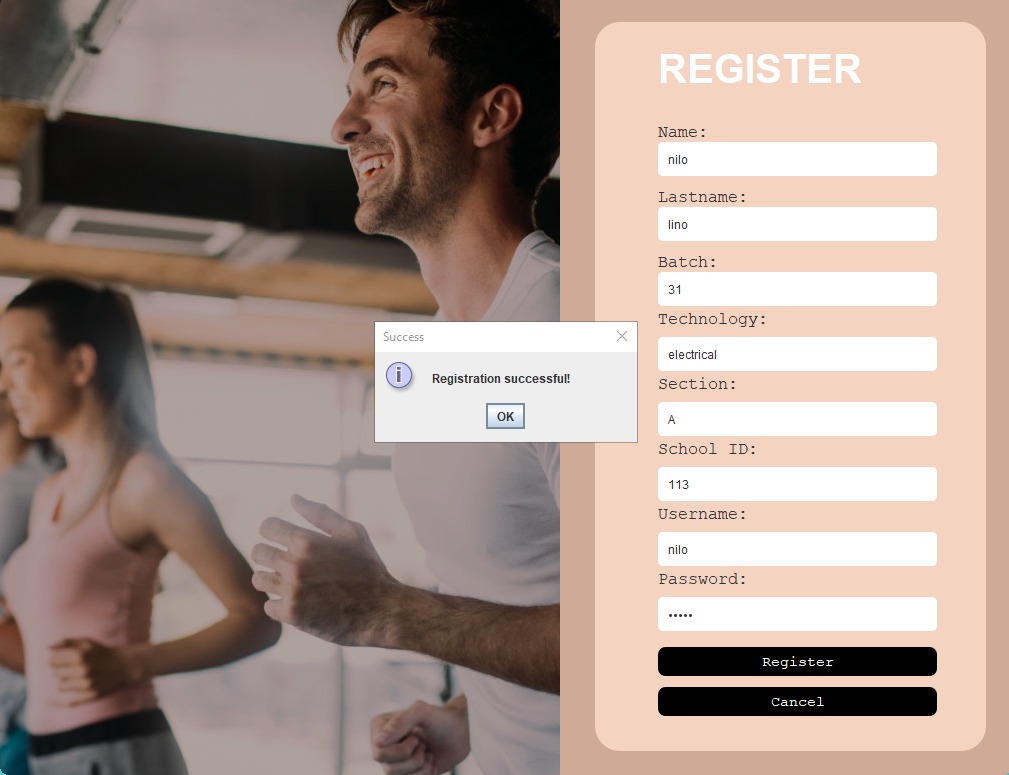 REGISTER
Name:
nilo
Lastname:
lino
Batch:
31
Technology:
electrical
Section:
A
School ID:
113
Username:
nilo
Password:
•••••
Register
Cancel
Success
Registration successful!
OK